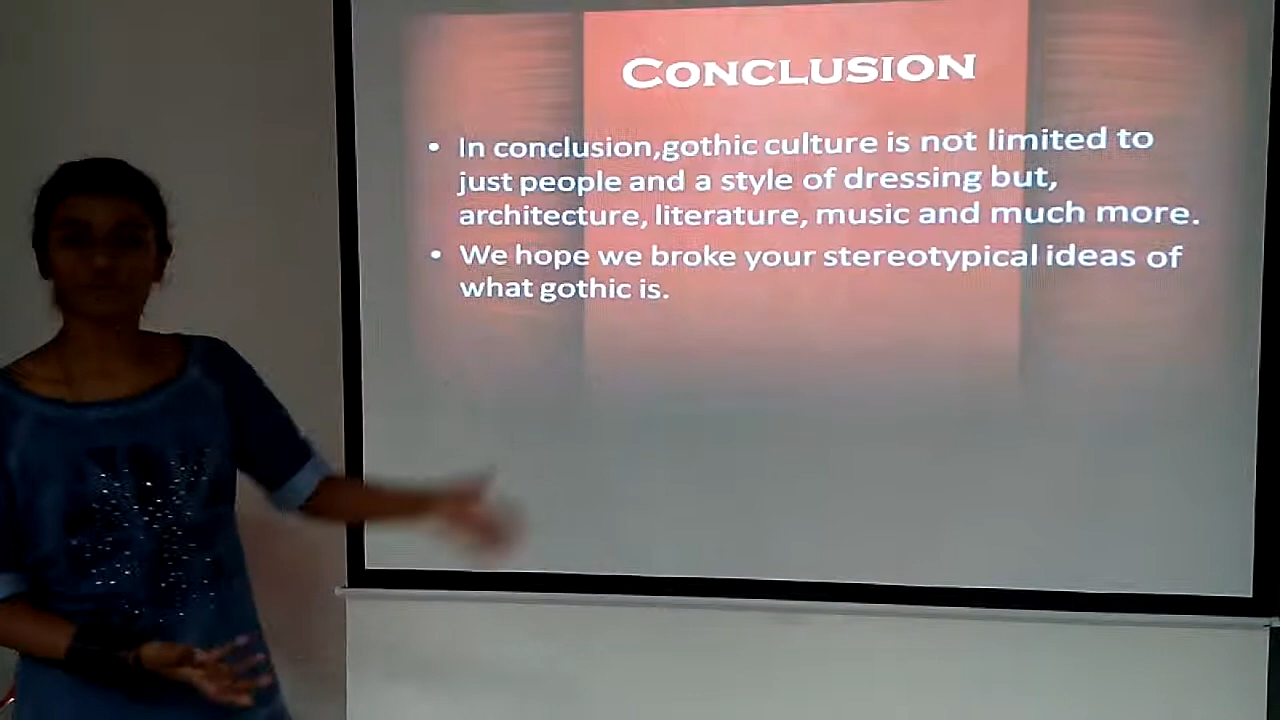 CONCLUSION
• In conclusion,gothic culture is not limited to
just people and a style of dressing but,
architecture, literature, music and much more.
• We hope we broke your stereotypical ideas of
what gothic is.